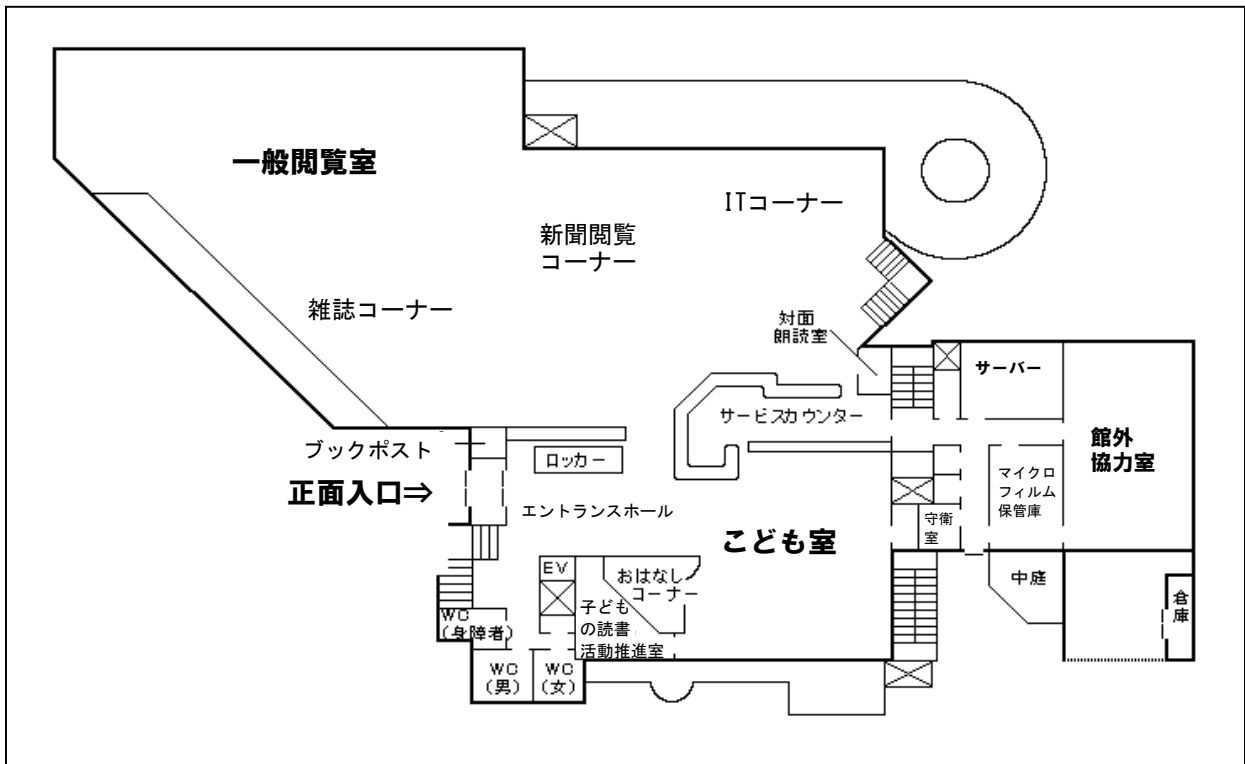 一般閲覧室
ITコーナー
新聞閲覧
コーナー
雑誌コーナー
対面
朗読室
サーバー
サービスカウンター
ブックポスト
ロッカー
館外
協力室
正面入口⇒
マイクロ
フィルム
保管庫
エントランスホール
守衛
室
こども室
EV
おはなし
コーナー
中庭
子ども
の読書
活動推進室
倉
庫
WC
(身障者)
WC
(男)
WC
(女)